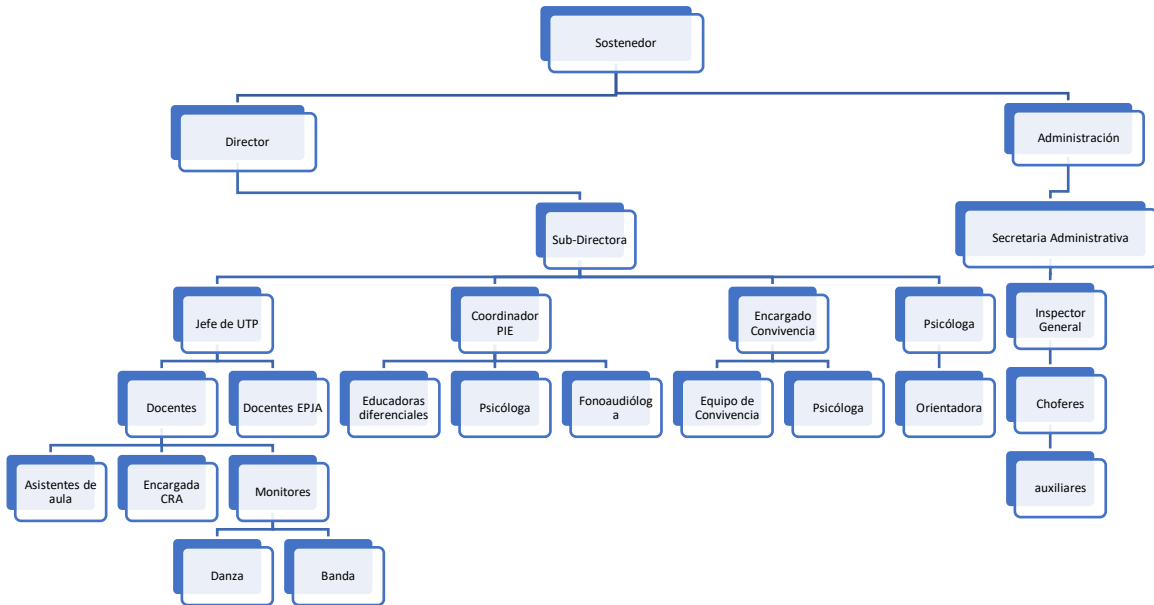 Sostenedor
Director
Administración
Sub-Directora
Secretaria Administrativa
Jefe de UTP
Coordinador
PIE
Encargado
Convivencia
Psicóloga
Inspector
General
Docentes
Docentes EPJA
Educadoras
diferenciales
Psicóloga
Fonoaudiólog
a
Equipo de
Convivencia
Psicóloga
Orientadora
Choferes
Asistentes de
aula
Encargada
CRA
Monitores
auxiliares
Danza
Banda